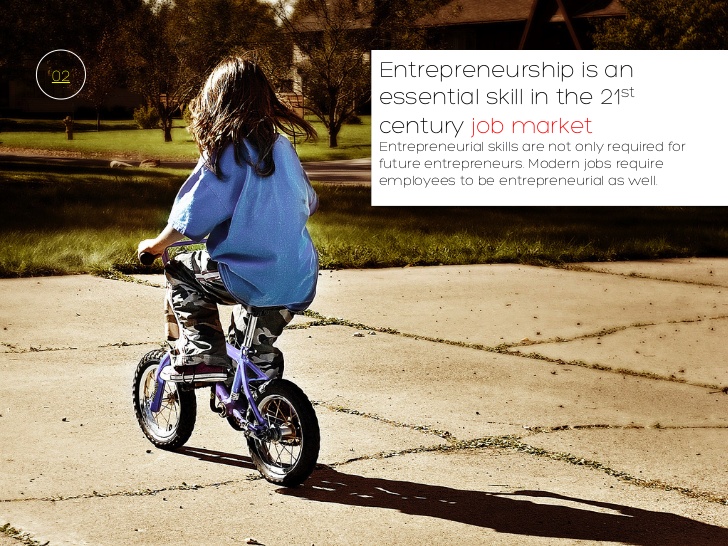 02
Entrepreneurship is an
essential skill in the 21st
century job market
Entrepreneurial skills are not only required for
future entrepreneurs. Modern jobs require
employees to be entrepreneurial as well.